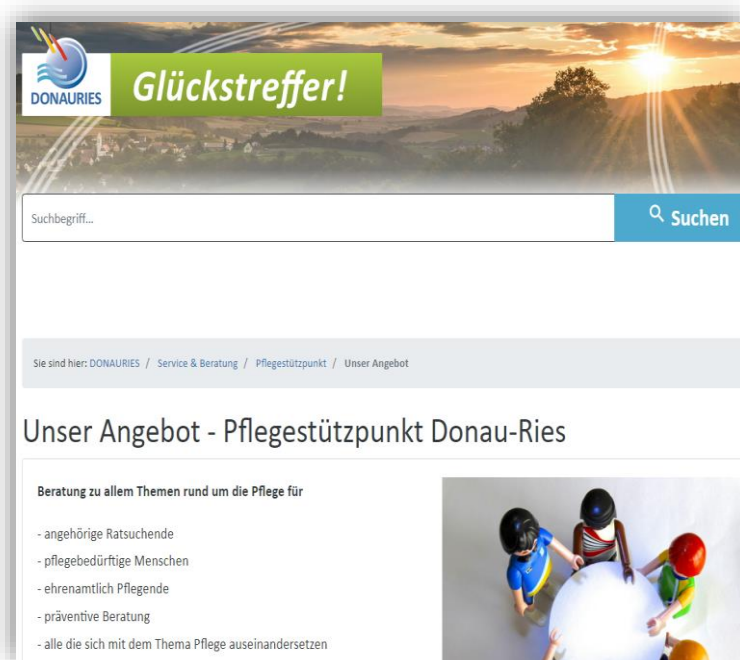 DONAURIES
Glückstreffer!
Suchbegriff...
Suchen
Sie sind hier: DONAURIES / Service & Beratung / Pflegestützpunkt / Unser Angebot
Unser Angebot - Pflegestützpunkt Donau-Ries
Beratung zu allem Themen rund um die Pflege für
- angehörige Ratsuchende
- pflegebedürftige Menschen
- ehrenamtlich Pflegende
- präventive Beratung
- alle die sich mit dem Thema Pflege auseinandersetzen